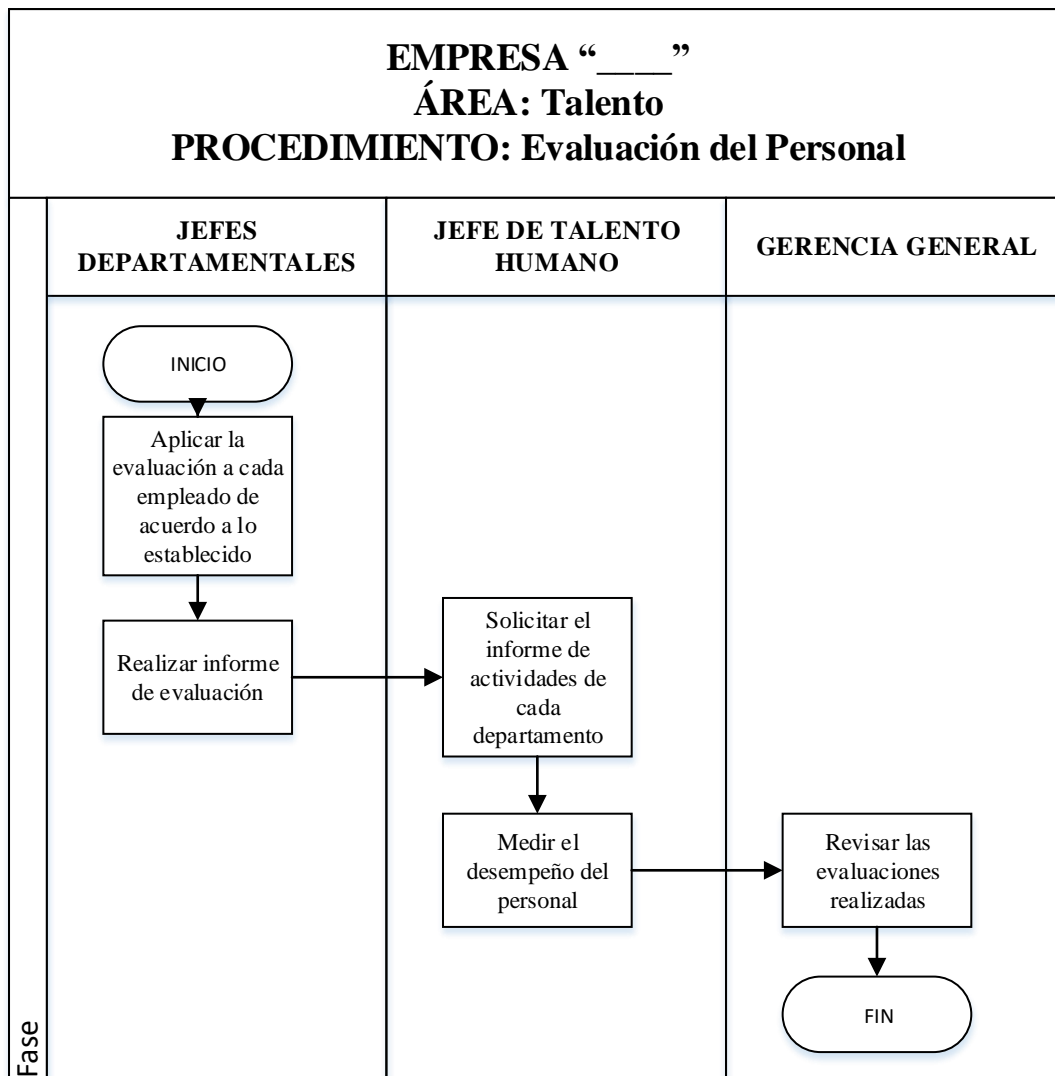 EMPRESA “____”
ÁREA: Talento
PROCEDIMIENTO: Evaluación del Personal
JEFES
DEPARTAMENTALES
JEFE DE TALENTO
HUMANO
GERENCIA GENERAL
INICIO
Aplicar la
evaluación a cada
empleado de
acuerdo a lo
establecido
Realizar informe
de evaluación
Solicitar el
informe de
actividades de
cada
departamento
Medir el
desempeño del
personal
Revisar las
evaluaciones
realizadas
FIN
Fase